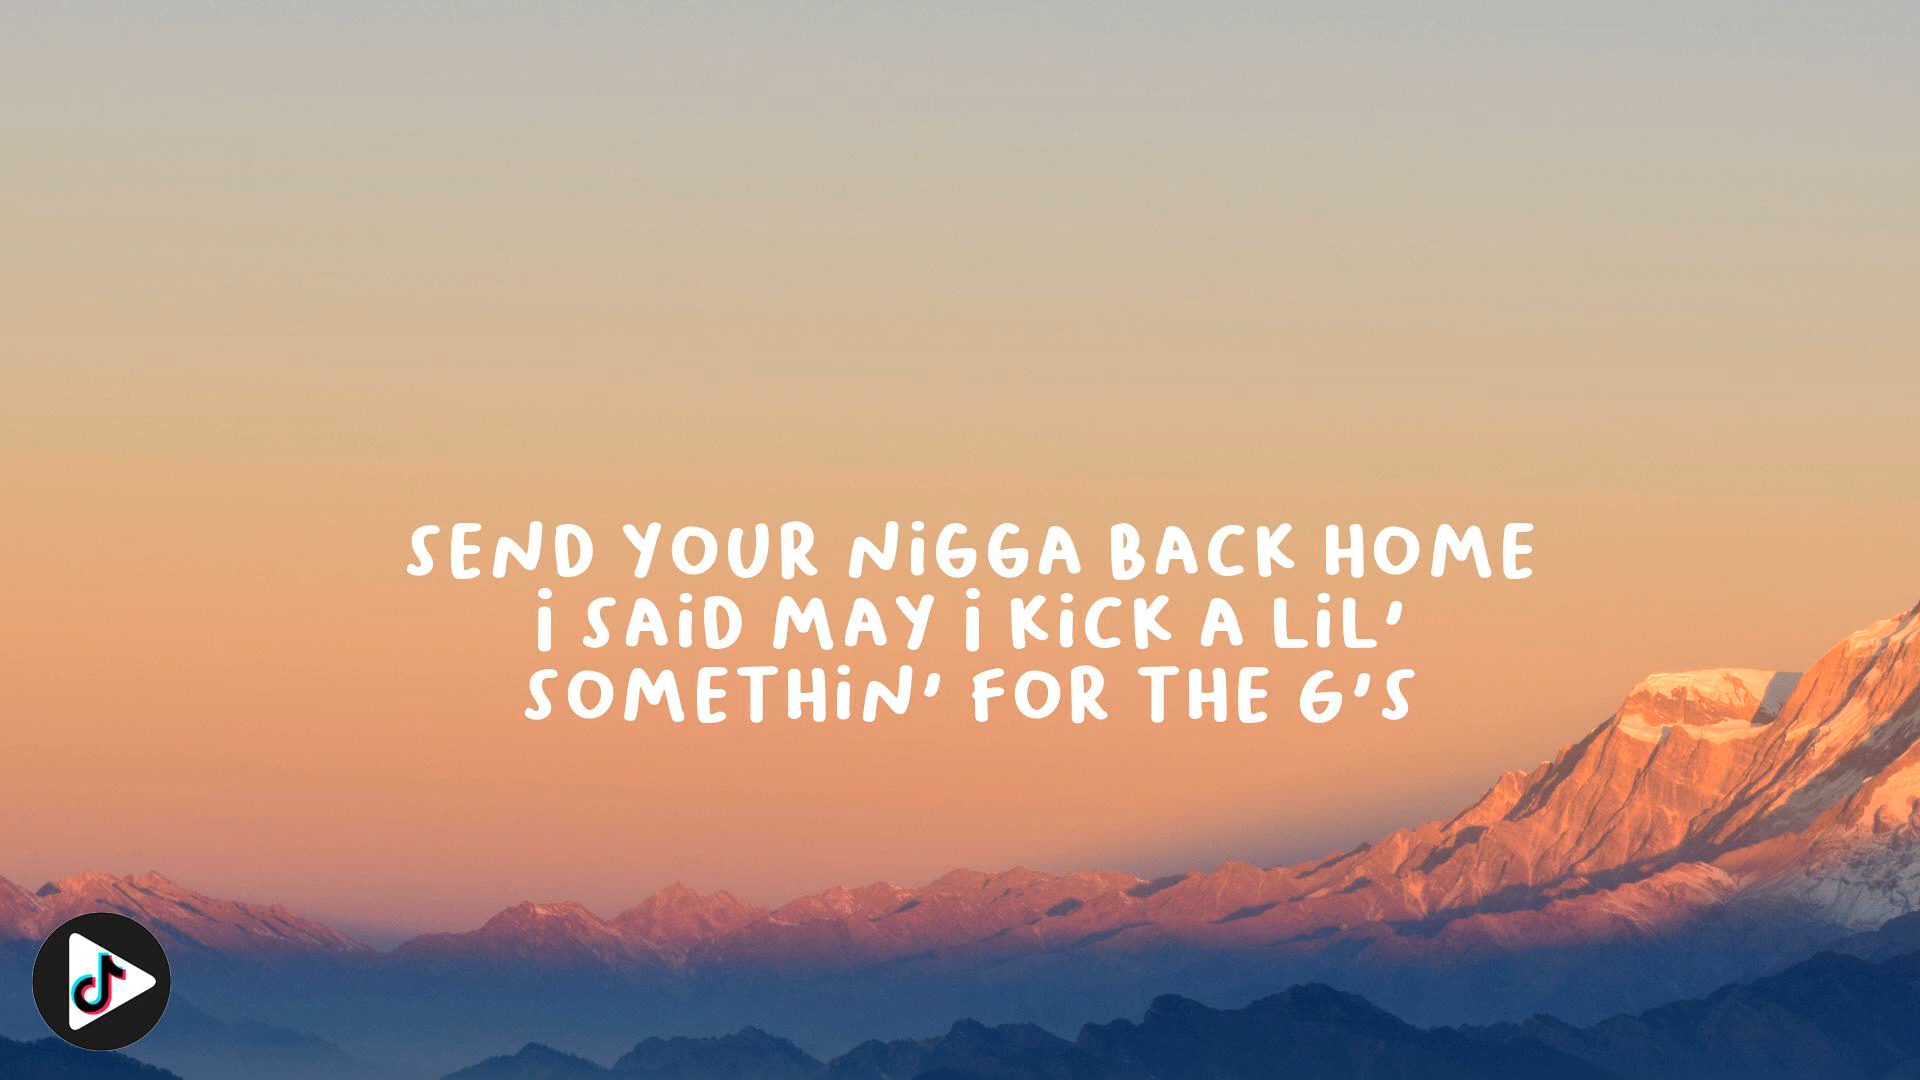 SEND YOUR NiGGA BACK HOME
i SAiD MAY i KiCK A LiL'
SOMETHiN' FOR THE G'S